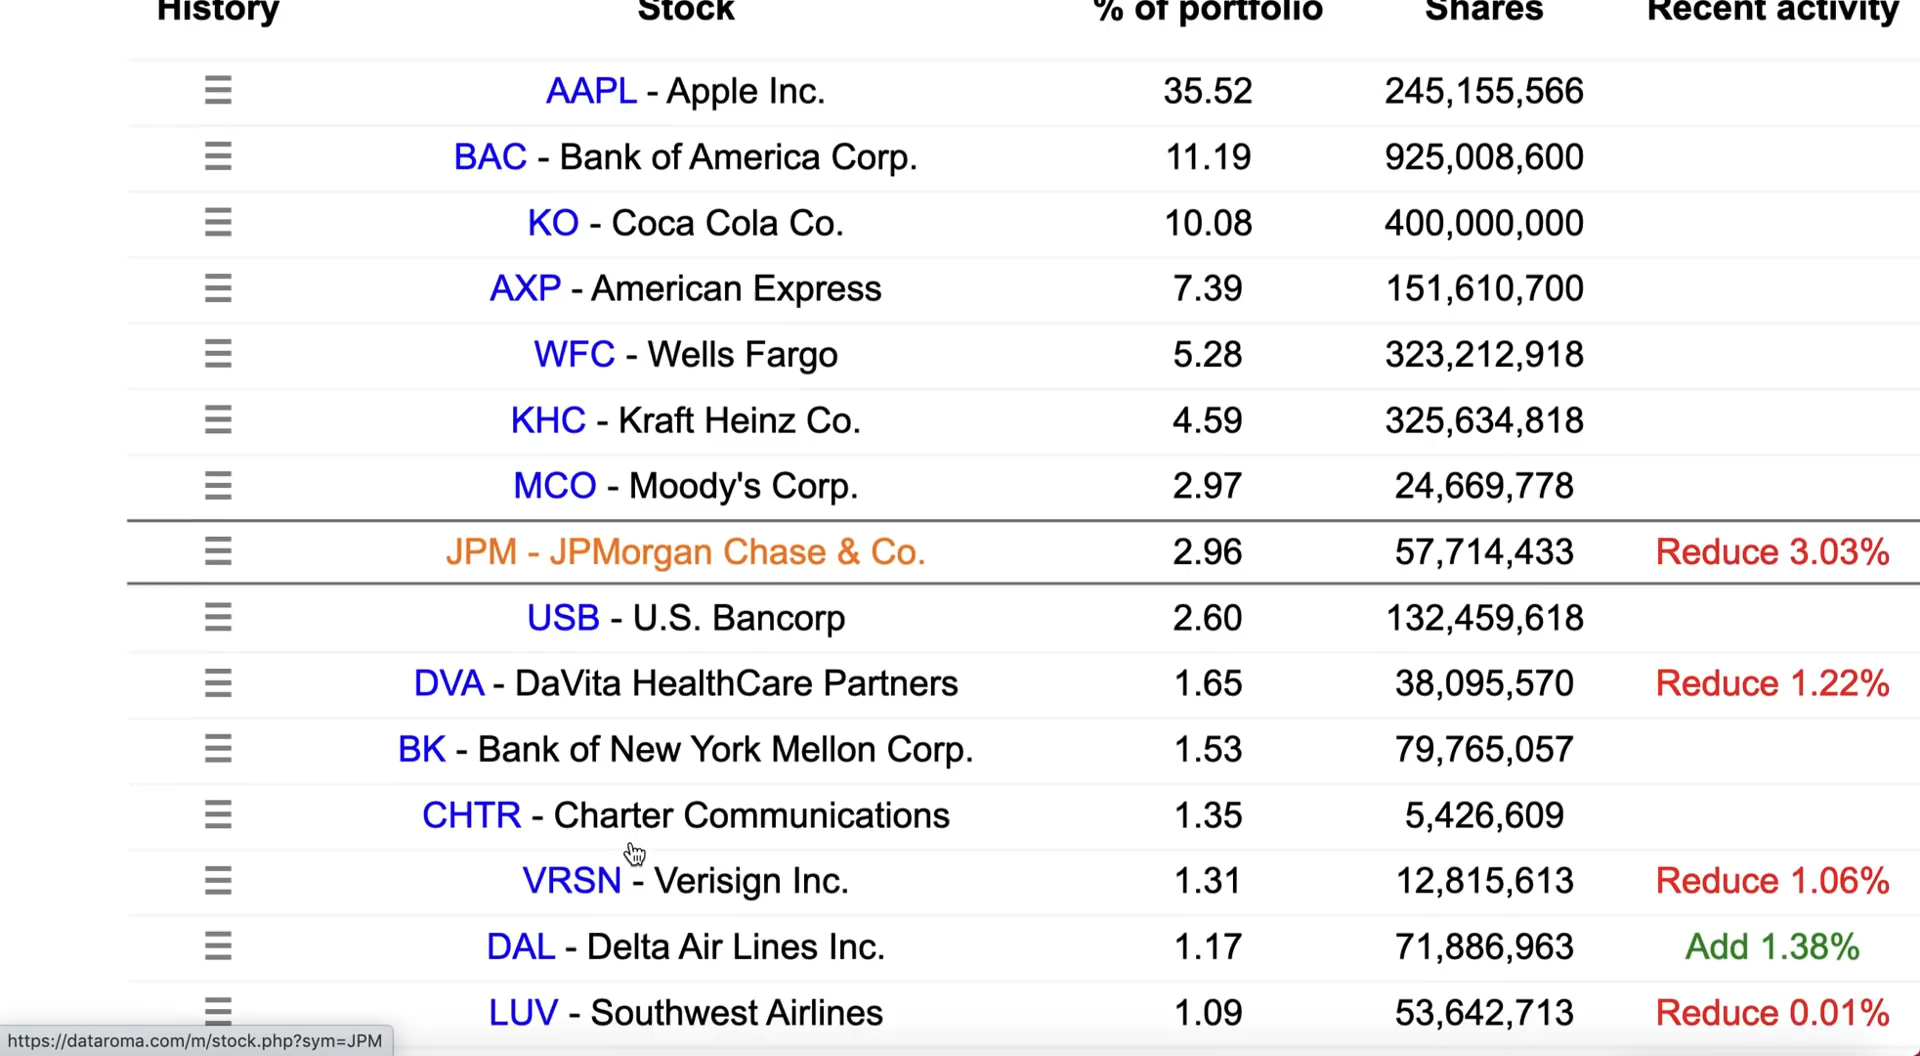 History Stock % of portfolio Shares Recent activity
AAPL - Apple Inc. 35.52 245,155,566
BAC - Bank of America Corp. 11.19 925,008,600
KO - Coca Cola Co. 10.08 400,000,000
AXP - American Express 7.39 151,610,700
WFC - Wells Fargo 5.28 323,212,918
KHC - Kraft Heinz Co. 4.59 325,634,818
MCO - Moody's Corp. 2.97 24,669,778
JPM - JPMorgan Chase & Co. 2.96 57,714,433 Reduce 3.03%
USB - U.S. Bancorp 2.60 132,459,618
DVA - DaVita HealthCare Partners 1.65 38,095,570 Reduce 1.22%
BK - Bank of New York Mellon Corp. 1.53 79,765,057
CHTR - Charter Communications 1.35 5,426,609
VRSN - Verisign Inc. 1.31 12,815,613 Reduce 1.06%
DAL - Delta Air Lines Inc. 1.17 71,886,963 Add 1.38%
LUV - Southwest Airlines 1.09 53,642,713 Reduce 0.01%
https://dataroma.com/m/stock.php?sym=JPM